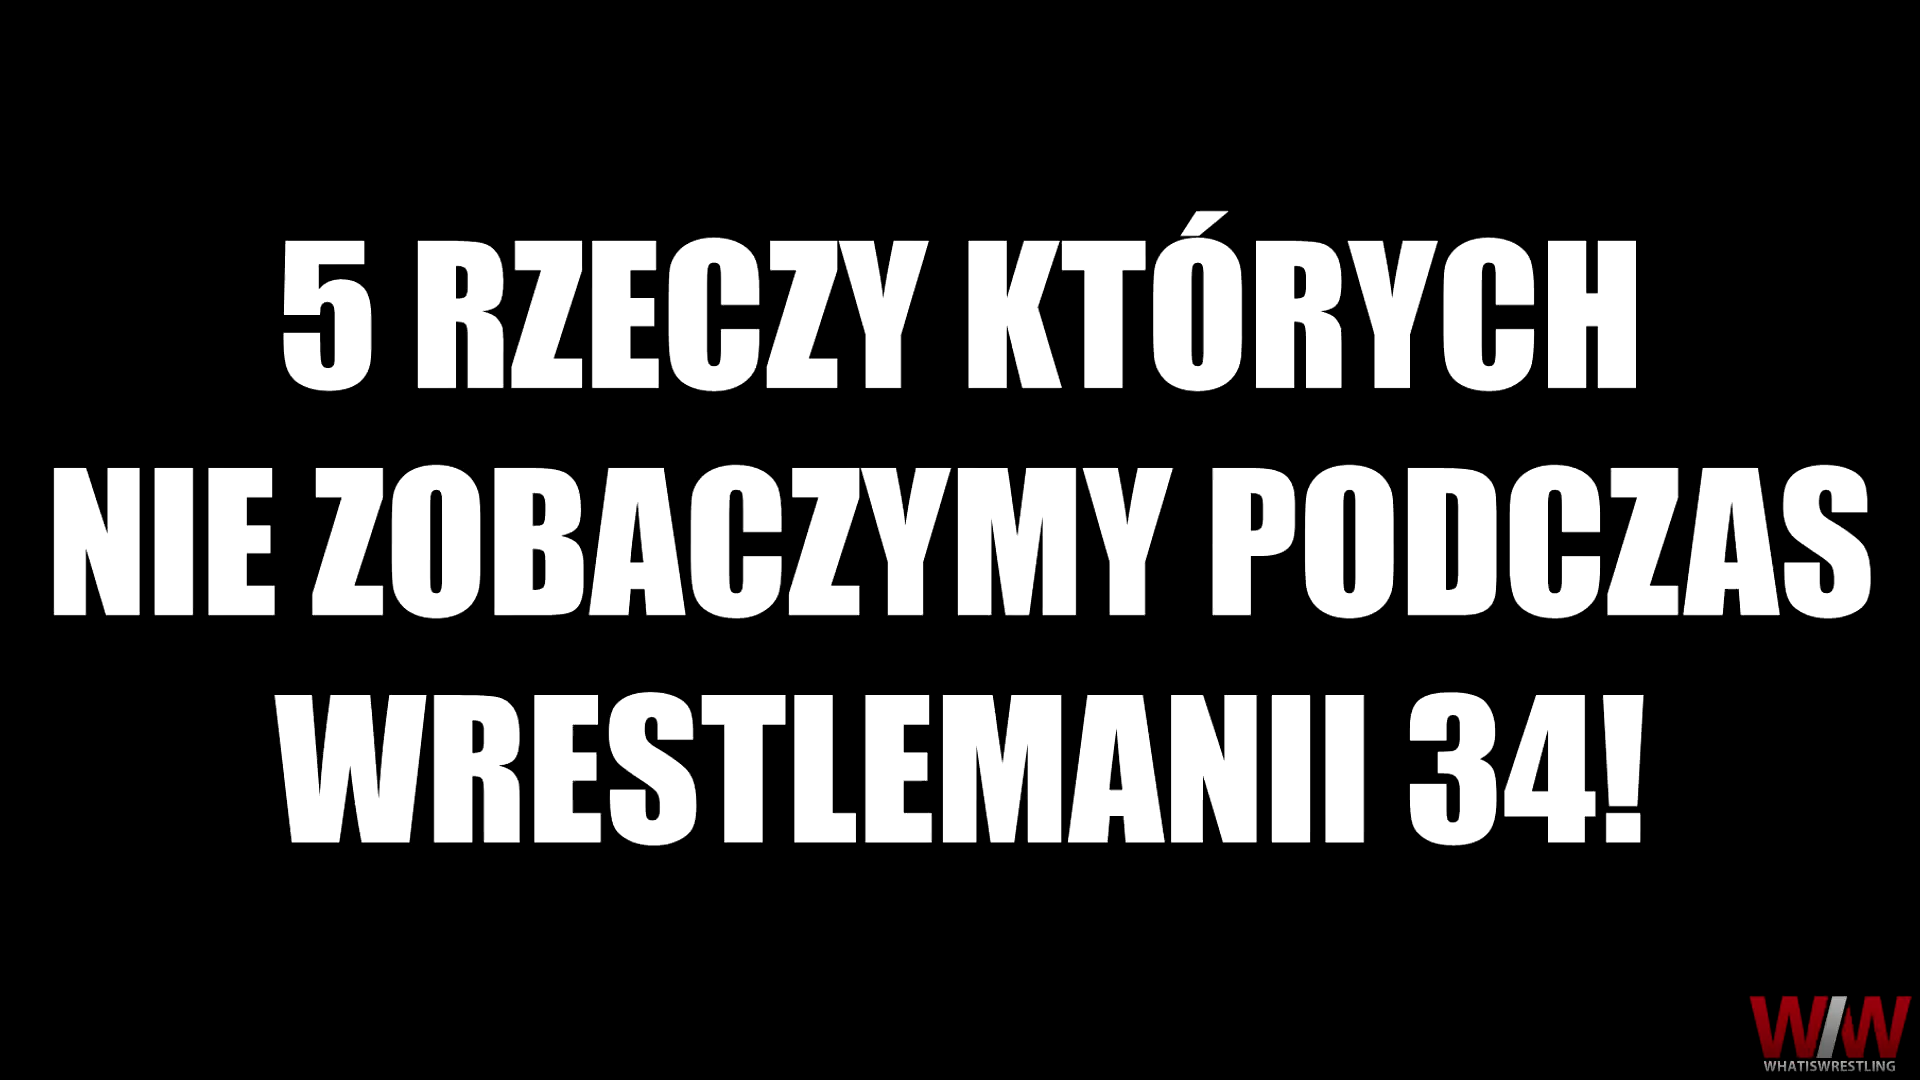 5 RZECZY KTÓRYCH
NIE ZOBACZYMY PODCZAS
WRESTLEMANII 34!
WIW
WHATISWRESTLING